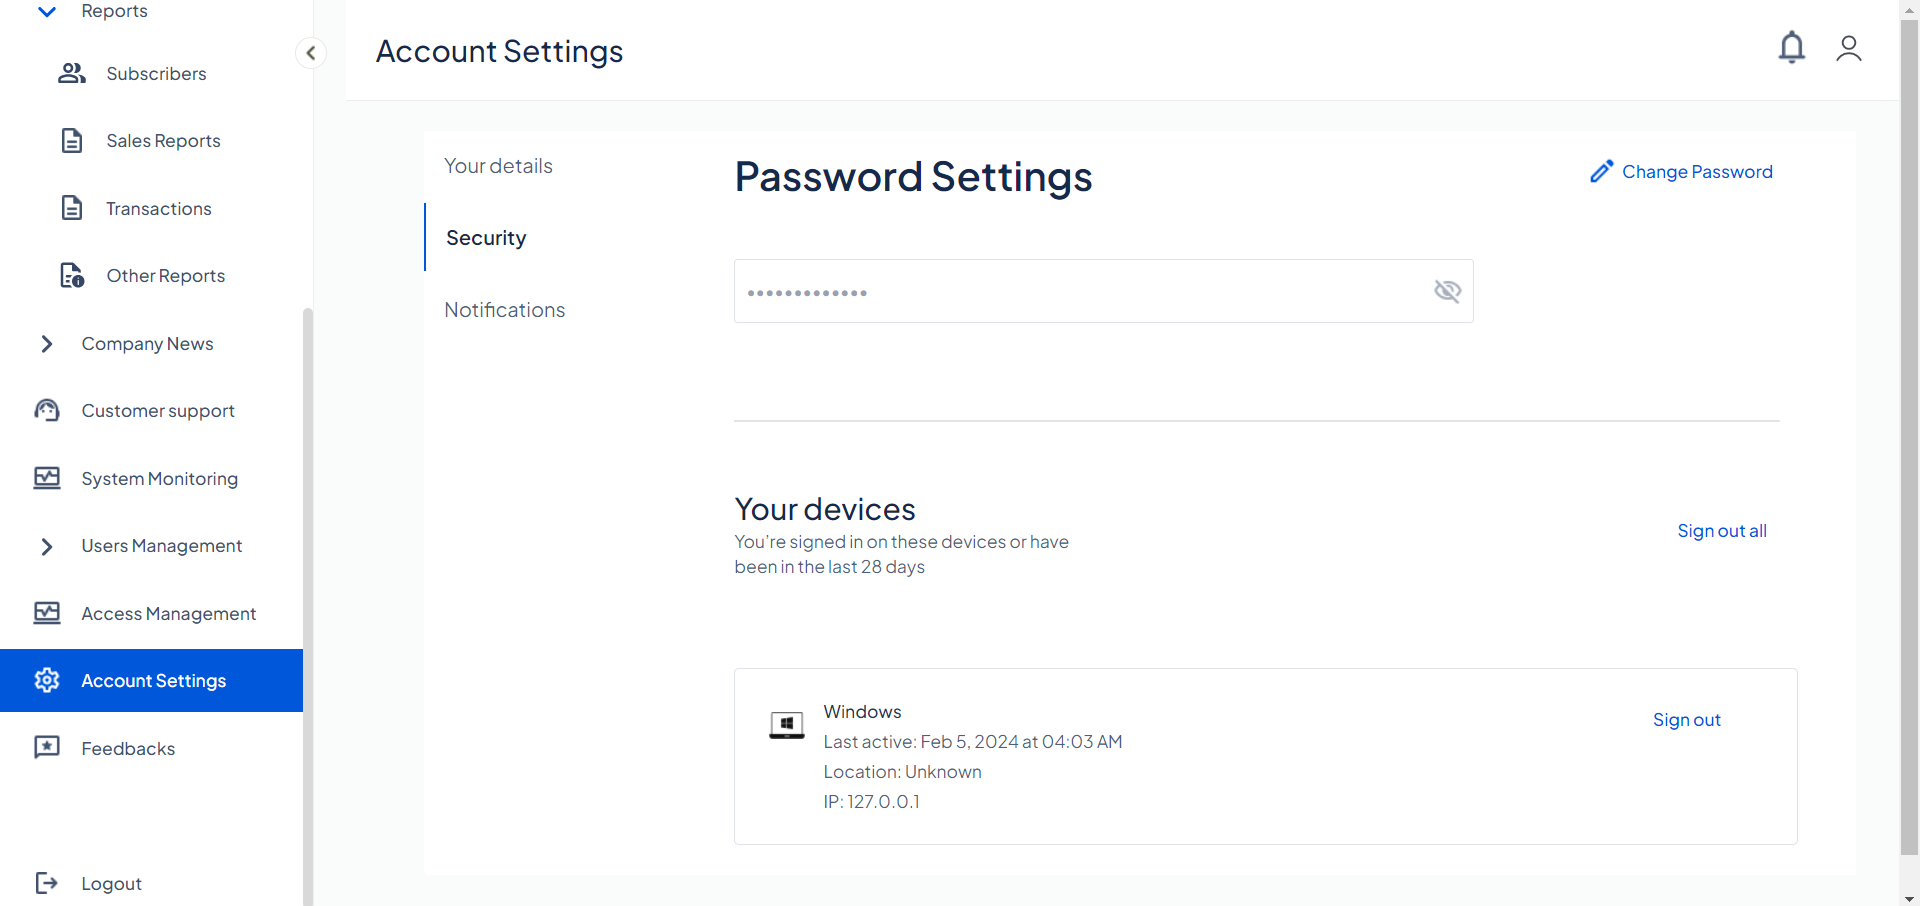 Reports
Subscribers
Sales Reports
Transactions
Other Reports
Company News
Customer support
System Monitoring
Users Management
Access Management
Account Settings
Feedbacks
Logout
Account Settings
Your details
Security
Notifications
Password Settings
Change Password
•••••••••••••
Your devices
You're signed in on these devices or have
been in the last 28 days
Sign out all
Windows
Last active: Feb 5, 2024 at 04:03 AM
Location: Unknown
IP: 127.0.0.1
Sign out